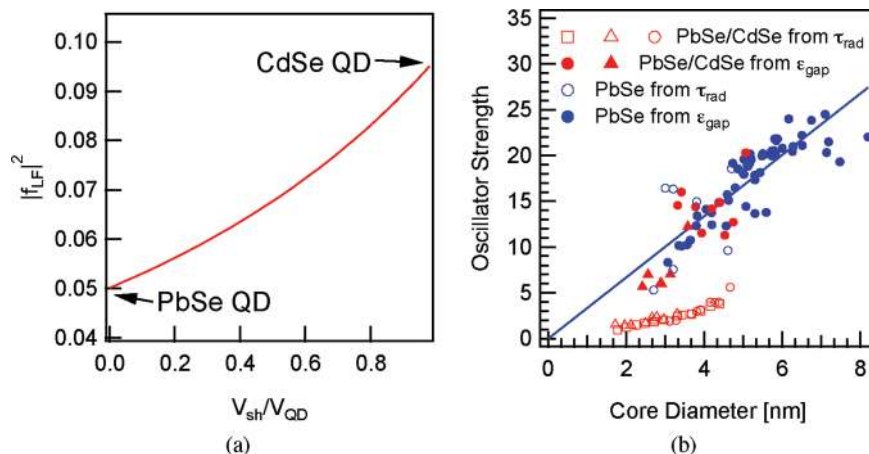 0.10
0.09
0.08
0.07
0.06
0.05
0.04
|f_LF|²
CdSe QD
PbSe QD
0.0 0.2 0.4 0.6 0.8
V_sh/V_QD
(a)
35
30
25
20
15
10
5
0
Oscillator Strength
PbSe/CdSe from τ_rad
PbSe/CdSe from ε_gap
PbSe from τ_rad
PbSe from ε_gap
2 4 6 8
Core Diameter [nm]
(b)